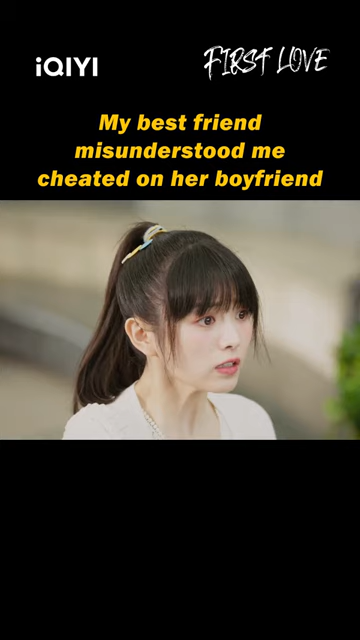 iQIYI
FIRST LOVE
My best friend
misunderstood me
cheated on her boyfriend